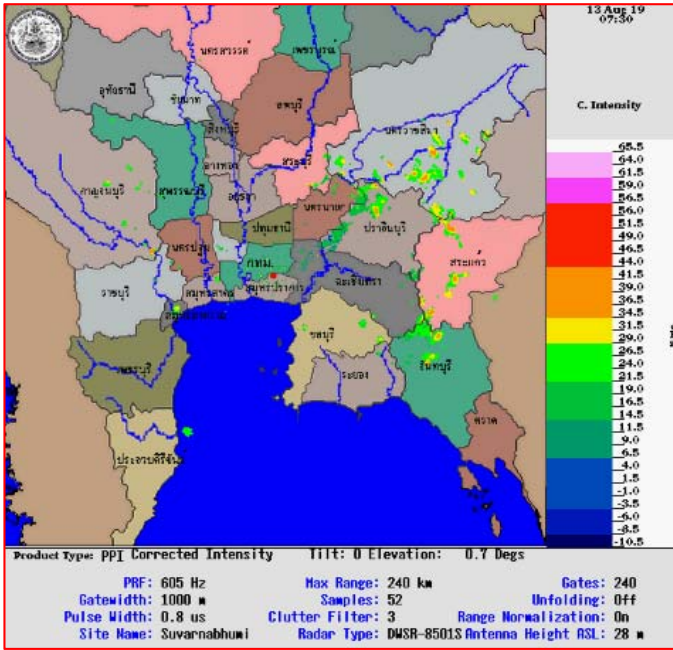 13 Aug 19
07:30
C. Intensity
นครสวรรค์
เพชรบูรณ์
อุทัยธานี
ชัยนาท
ลพบุรี
สิงห์บุรี
นครราชสีมา
อ่างทอง
สระบุรี
กาญจนบุรี
สุพรรณบุรี
อยุธยา
นครนายก
ปทุมธานี
ปราจีนบุรี
นครปฐม
สระแก้ว
กทม.
ฉะเชิงเทรา
ราชบุรี
สมุทรสาคร
สมุทรปราการ
สมุทรสงคราม
ชลบุรี
เพชรบุรี
ระยอง
จันทบุรี
ตราด
ประจวบคีรีขันธ์
65.5
64.0
61.5
59.0
56.5
56.0
51.5
49.0
46.5
44.0
41.5
39.0
36.5
34.0
31.5
29.0
26.5
24.0
21.5
19.0
16.5
14.0
11.5
9.0
6.5
4.0
1.5
-1.0
-3.5
-6.0
-8.5
-10.5
Product Type: PPI Corrected Intensity Tilt: 0 Elevation: 0.7 Degs
PRF: 605 Hz Max Range: 240 km Gates: 240
Gatewidth: 1000 m Samples: 52 Unfolding: Off
Pulse Width: 0.8 us Clutter Filter: 3 Range Normalization: On
Site Name: Suvarnabhumi Radar Type: DWSR-8501S Antenna Height ASL: 28 m